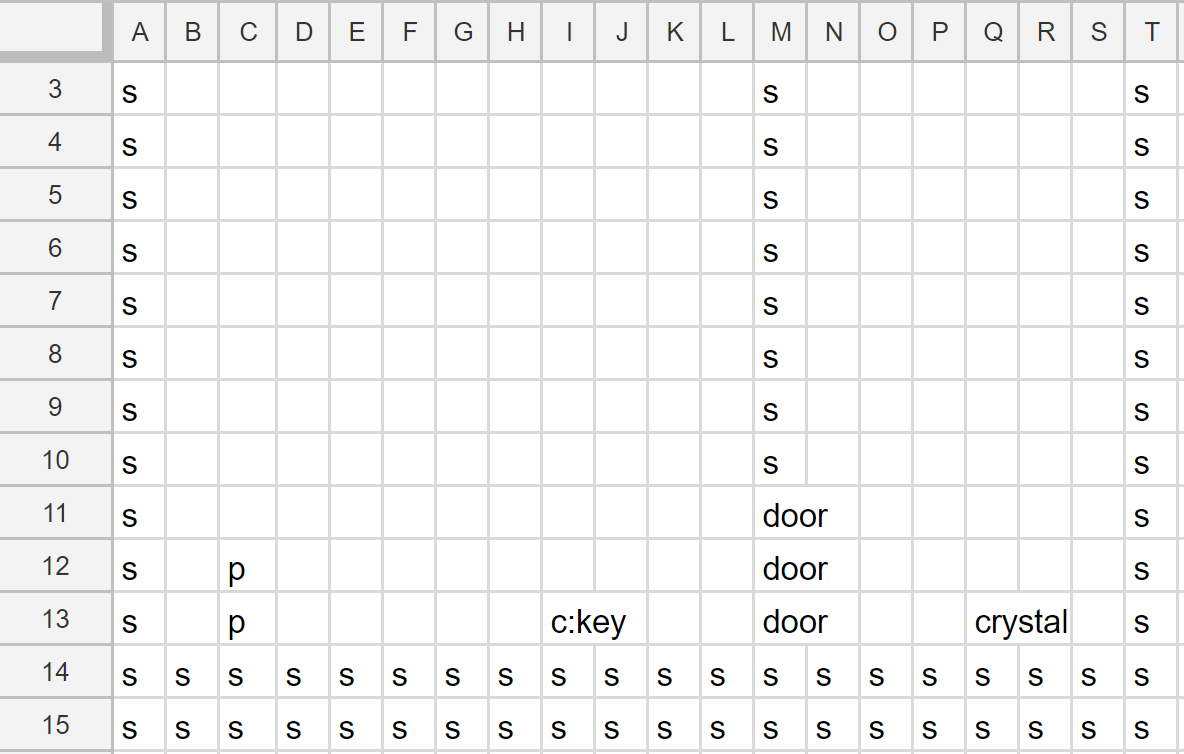 A B C D E F G H I J K L M N O P Q R S T
3 s s s
4 s s s
5 s s s
6 s s s
7 s s s
8 s s s
9 s s s
10 s s s
11 s door s
12 s p door s
13 s p c:key door crystal s
14 s s s s s s s s s s s s s s s s s s s s
15 s s s s s s s s s s s s s s s s s s s s